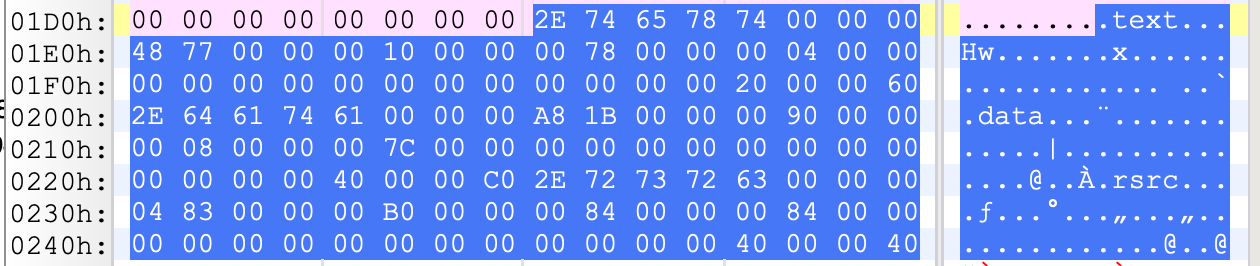 01D0h: 00 00 00 00 00 00 00 00 2E 74 65 78 74 00 00 00 .........text...
01E0h: 48 77 00 00 00 10 00 00 00 78 00 00 00 04 00 00 Hw.......x......
01F0h: 00 00 00 00 00 00 00 00 00 00 00 00 20 00 00 60 ............ ..`
0200h: 2E 64 61 74 61 00 00 00 A8 1B 00 00 00 90 00 00 .data...¨.......
0210h: 00 08 00 00 00 7C 00 00 00 00 00 00 00 00 00 00 .....|..........
0220h: 00 00 00 00 40 00 00 C0 2E 72 73 72 63 00 00 00 ....@..À.rsrc...
0230h: 04 83 00 00 00 B0 00 00 00 84 00 00 00 84 00 00 .ƒ...°...„...„..
0240h: 00 00 00 00 00 00 00 00 00 00 00 00 40 00 00 40 ............@..@